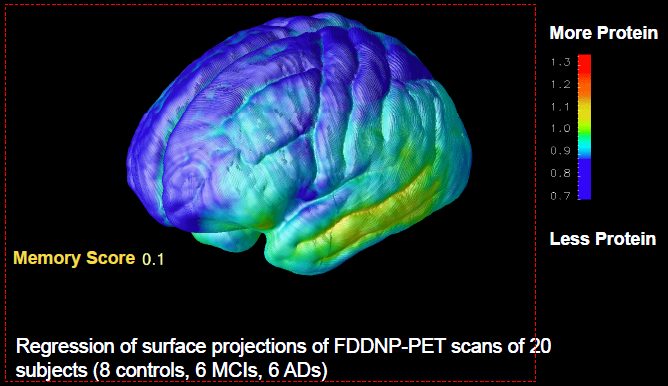 More Protein
1.3
1.2
1.1
1.0
0.9
0.8
0.7
Less Protein
Memory Score 0.1
Regression of surface projections of FDDNP-PET scans of 20
subjects (8 controls, 6 MCIs, 6 ADs)